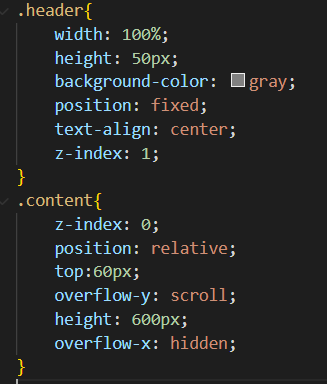 .header{
    width: 100%;
    height: 50px;
    background-color: gray;
    position: fixed;
    text-align: center;
    z-index: 1;
}
.content{
    z-index: 0;
    position: relative;
    top:60px;
    overflow-y: scroll;
    height: 600px;
    overflow-x: hidden;
}